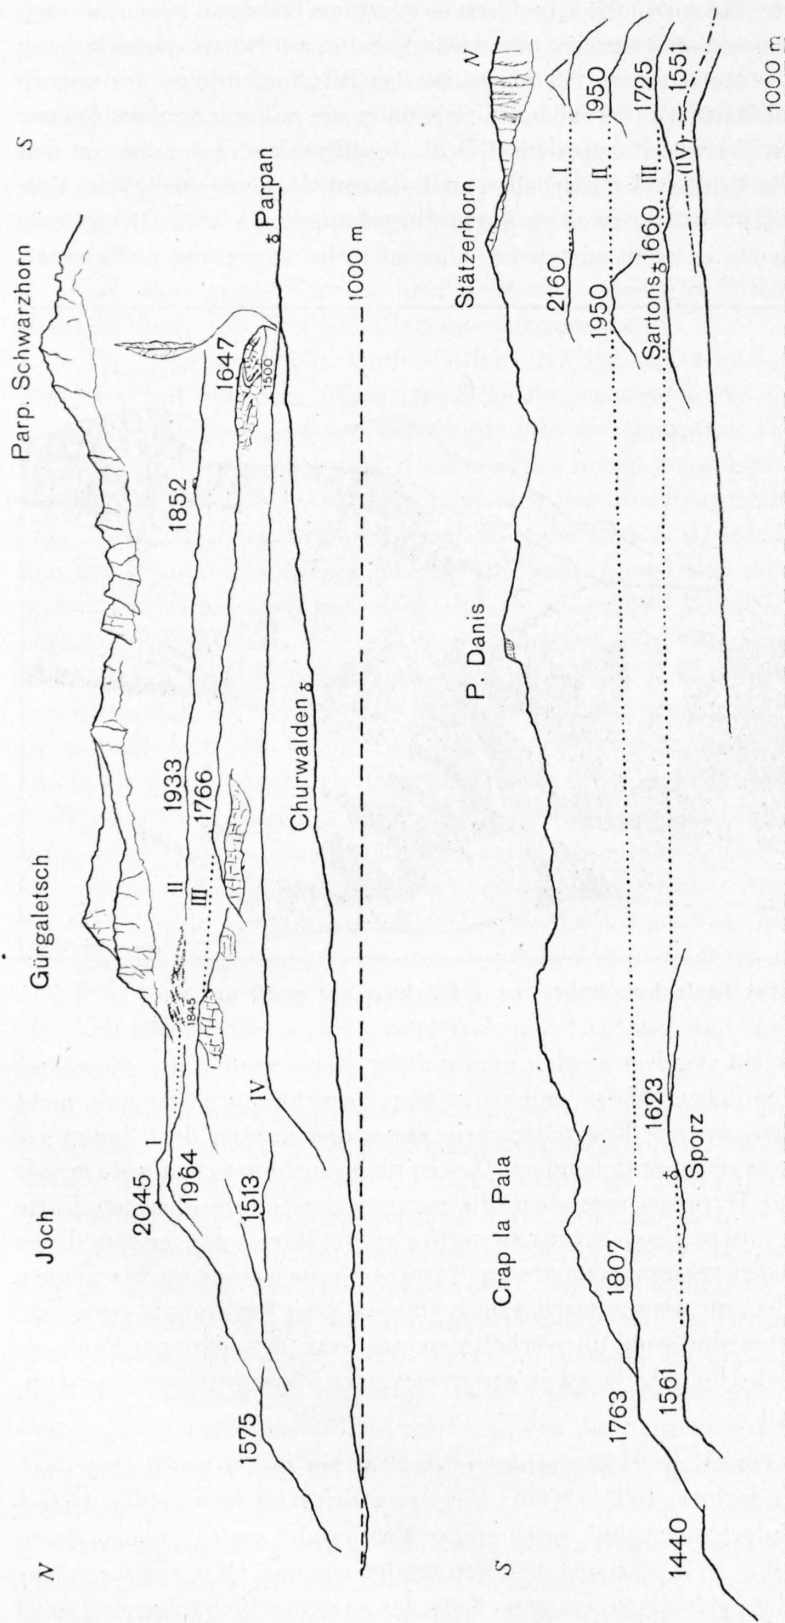 N
Joch
Gürgaletsch
Parp. Schwarzhorn
S
2045
1964
II
III
1933
1766
1852
1647
1845
1500
Parpan
1575
1513
IV
Churwalden
1000 m
S
Crap la Pala
P. Danis
Stätzerhorn
N
2160
I
1763
1807
1950
II
1950
1561
1623
Sartons
1660
III
1725
1440
Sporz
(IV)
1551
1000 m